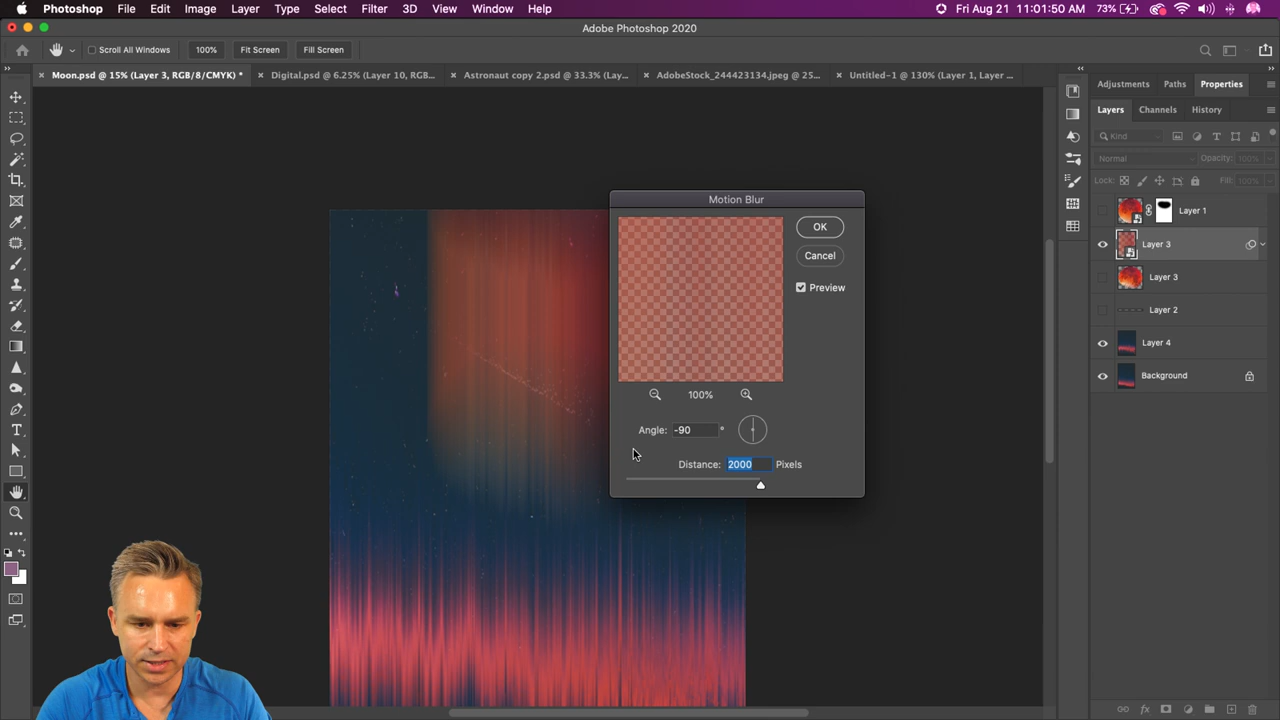 Photoshop File Edit Image Layer Type Select Filter 3D View Window Help Fri Aug 21 11:01:50 AM 73%
Adobe Photoshop 2020
Scroll All Windows 100% Fit Screen Fill Screen
Moon.psd @ 15% (Layer 3, RGB/8/CMYK) * Digital.psd @ 6.25% (Layer 10, RGB... Astronaut copy 2.psd @ 33.3% (Lay... AdobeStock_244423134.jpeg @ 25... Untitled-1 @ 130% (Layer 1, Layer ...
Adjustments Paths Properties
Layers Channels History
Kind
Normal Opacity: 100%
Lock: Fill: 100%
Layer 1
Layer 3
Layer 3
Layer 2
Layer 4
Background
Motion Blur
OK
Cancel
Preview
100%
Angle: -90 °
Distance: 2000 Pixels